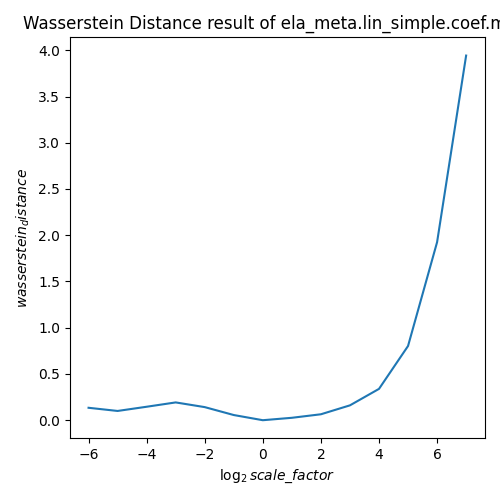 Wasserstein Distance result of ela_meta.lin_simple.coef.m
4.0
3.5
3.0
2.5
2.0
1.5
1.0
0.5
0.0
wasserstein_distance
−6 −4 −2 0 2 4 6
log₂ scale_factor